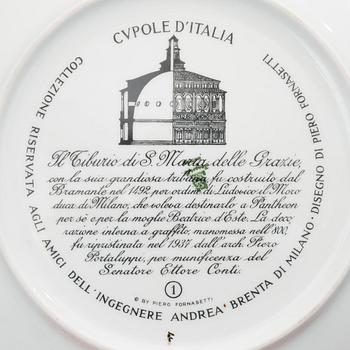 CVPOLE D'ITALIA
COLLEZIONE RISERVATA AGLI AMICI DELL'INGEGNERE ANDREA BRENTA DI MILANO · DISEGNO DI PIERO FORNASETTI
Il Tiburio di S. Maria delle Grazie,
con la sua grandiosa tribuna fu costruito dal
Bramante nel 1492 per ordine di Ludovico il Moro
duca di Milano, che voleva destinarlo a Pantheon
per sè e per la moglie Beatrice d'Este. La deco,
razione interna a graffito, manomessa nell'800,
fu ripristinata nel 1937 dall'arch. Piero
Portaluppi, per munificenza del
Senatore Ettore Conti.
1
© BY PIERO FORNASETTI
F